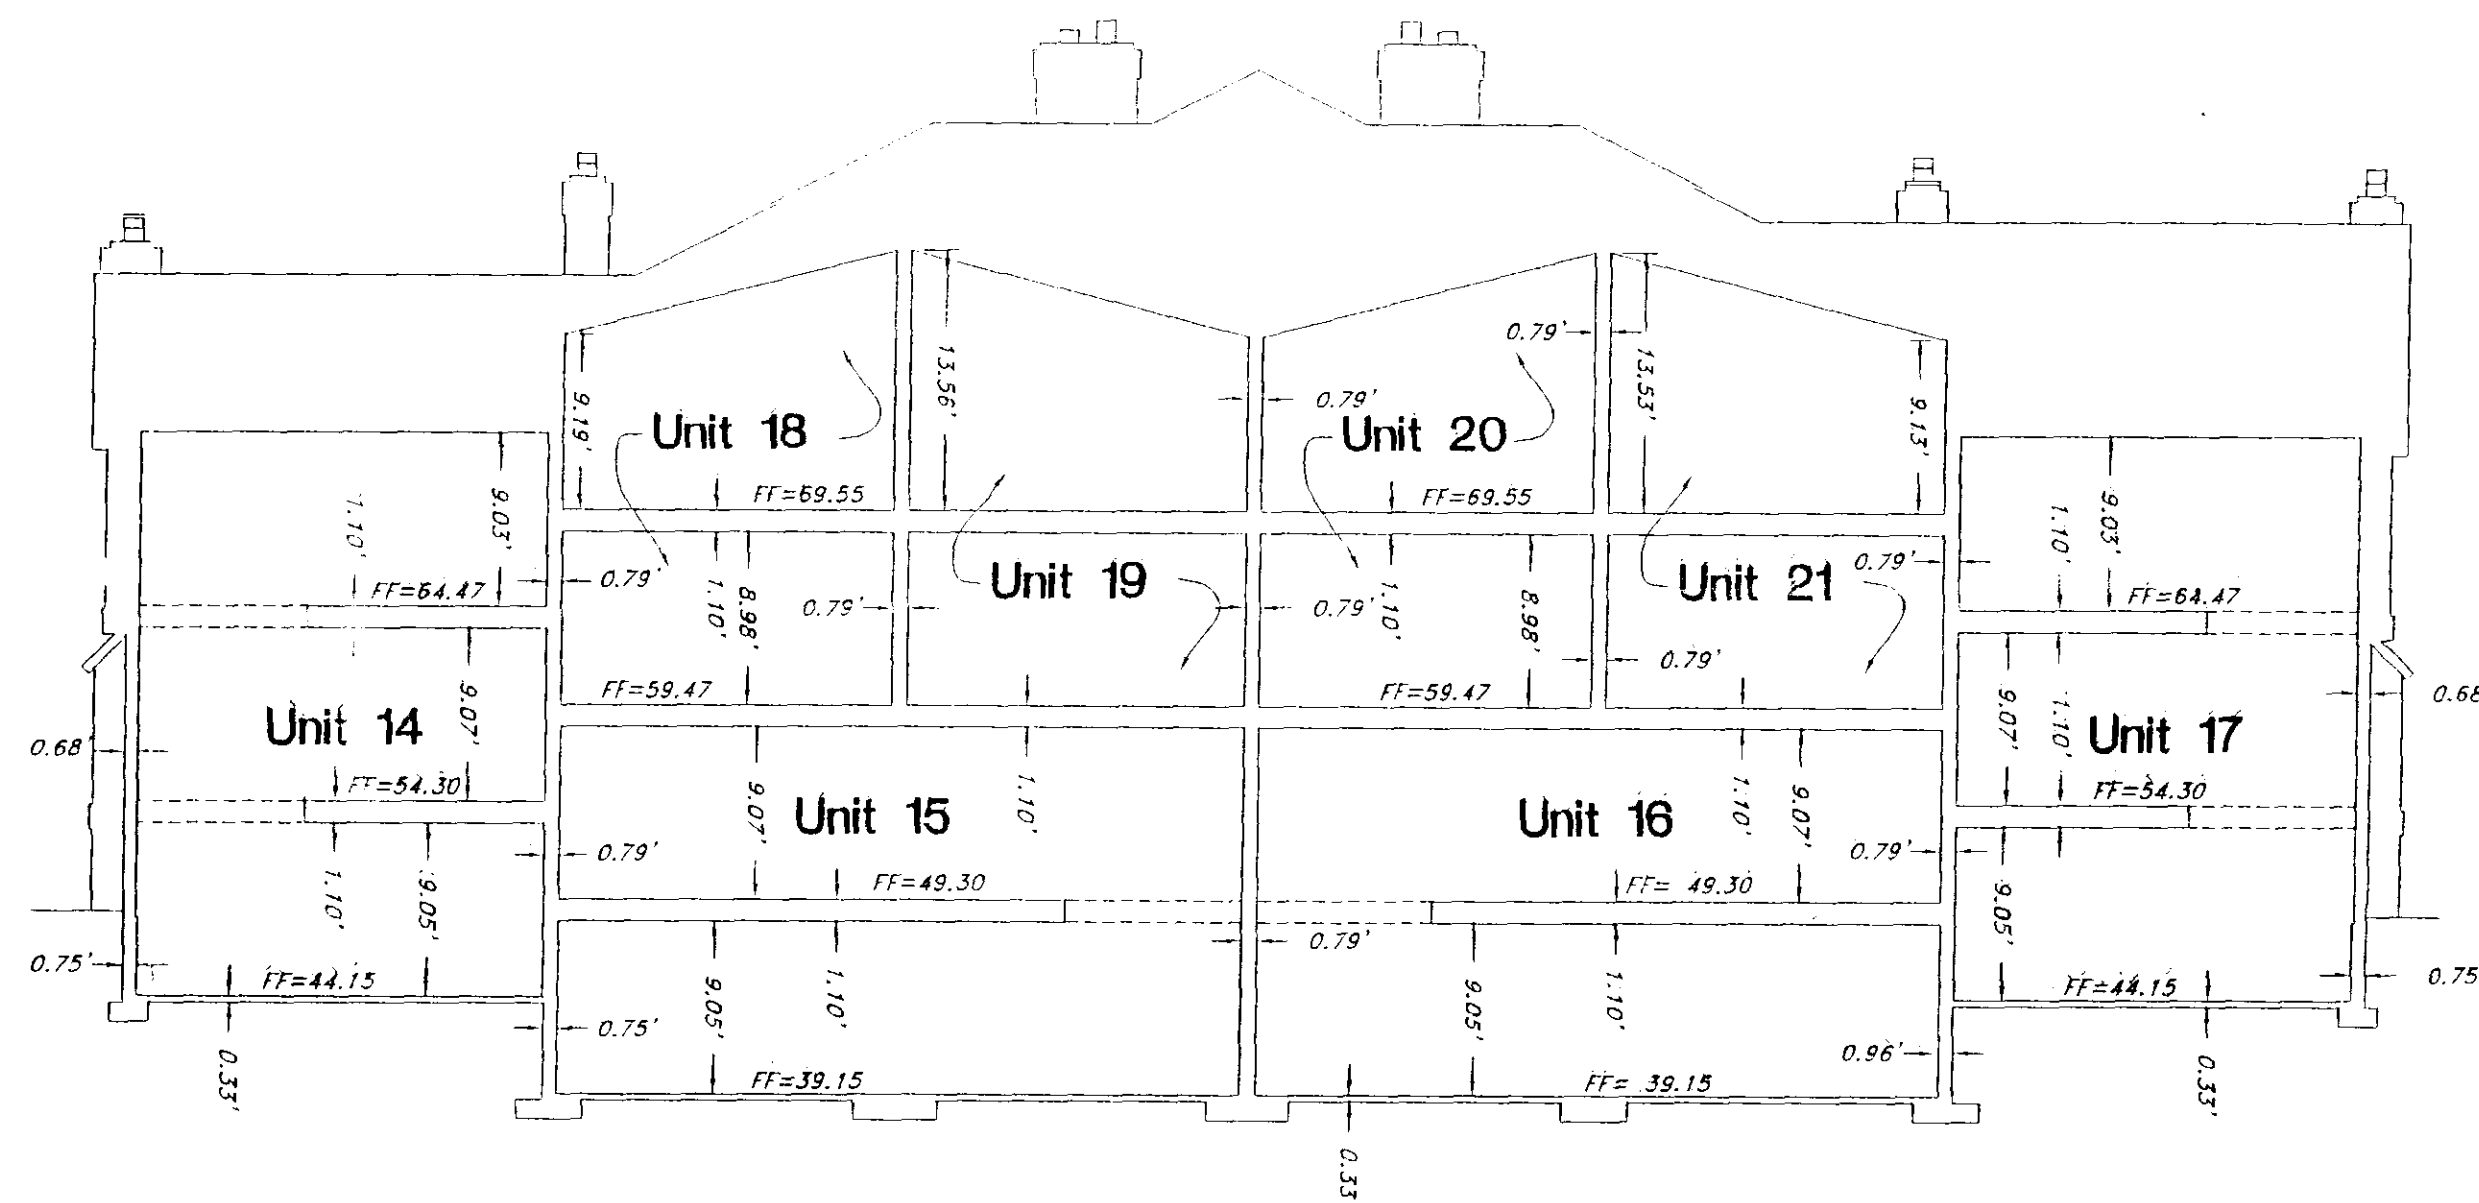 13.56'
0.79'
13.53'
9.19'
0.79'
9.13'
Unit 18
Unit 20
9.03'
1.10'
FF=69.55
FF=69.55
9.03'
1.10'
FF=64.47
0.79'
1.10'
8.98'
0.79'
Unit 19
0.79'
1.10'
8.98'
Unit 21
0.79'
FF=64.47
0.79'
FF=59.47
FF=59.47
0.68'
Unit 14
9.07'
FF=54.30
9.07'
1.10'
Unit 17
0.68
FF=54.30
9.07'
Unit 15
1.10'
Unit 16
1.10'
9.07'
0.79'
0.79'
FF=49.30
FF= 49.30
1.10'
9.05'
9.05'
0.75'
FF=44.15
0.79'
FF=44.15
0.75
0.75'
9.05'
1.10'
9.05'
1.10'
0.96'
0.33'
FF=39.15
FF= 39.15
0.33'
0.33